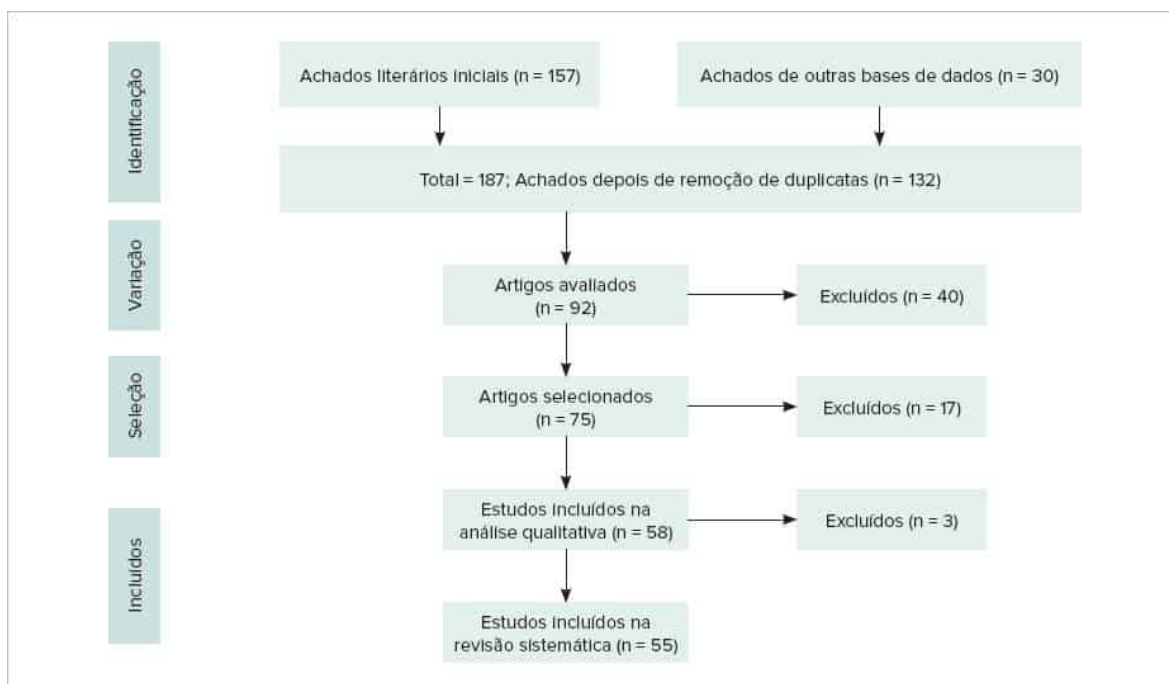 Identificação
Achados literários iniciais (n = 157)
Achados de outras bases de dados (n = 30)
Total = 187; Achados depois de remoção de duplicatas (n = 132)
Variação
Artigos avaliados
(n = 92)
Excluídos (n = 40)
Seleção
Artigos selecionados
(n = 75)
Excluídos (n = 17)
Incluídos
Estudos incluídos na
análise qualitativa (n = 58)
Excluídos (n = 3)
Estudos incluídos na
revisão sistemática (n = 55)